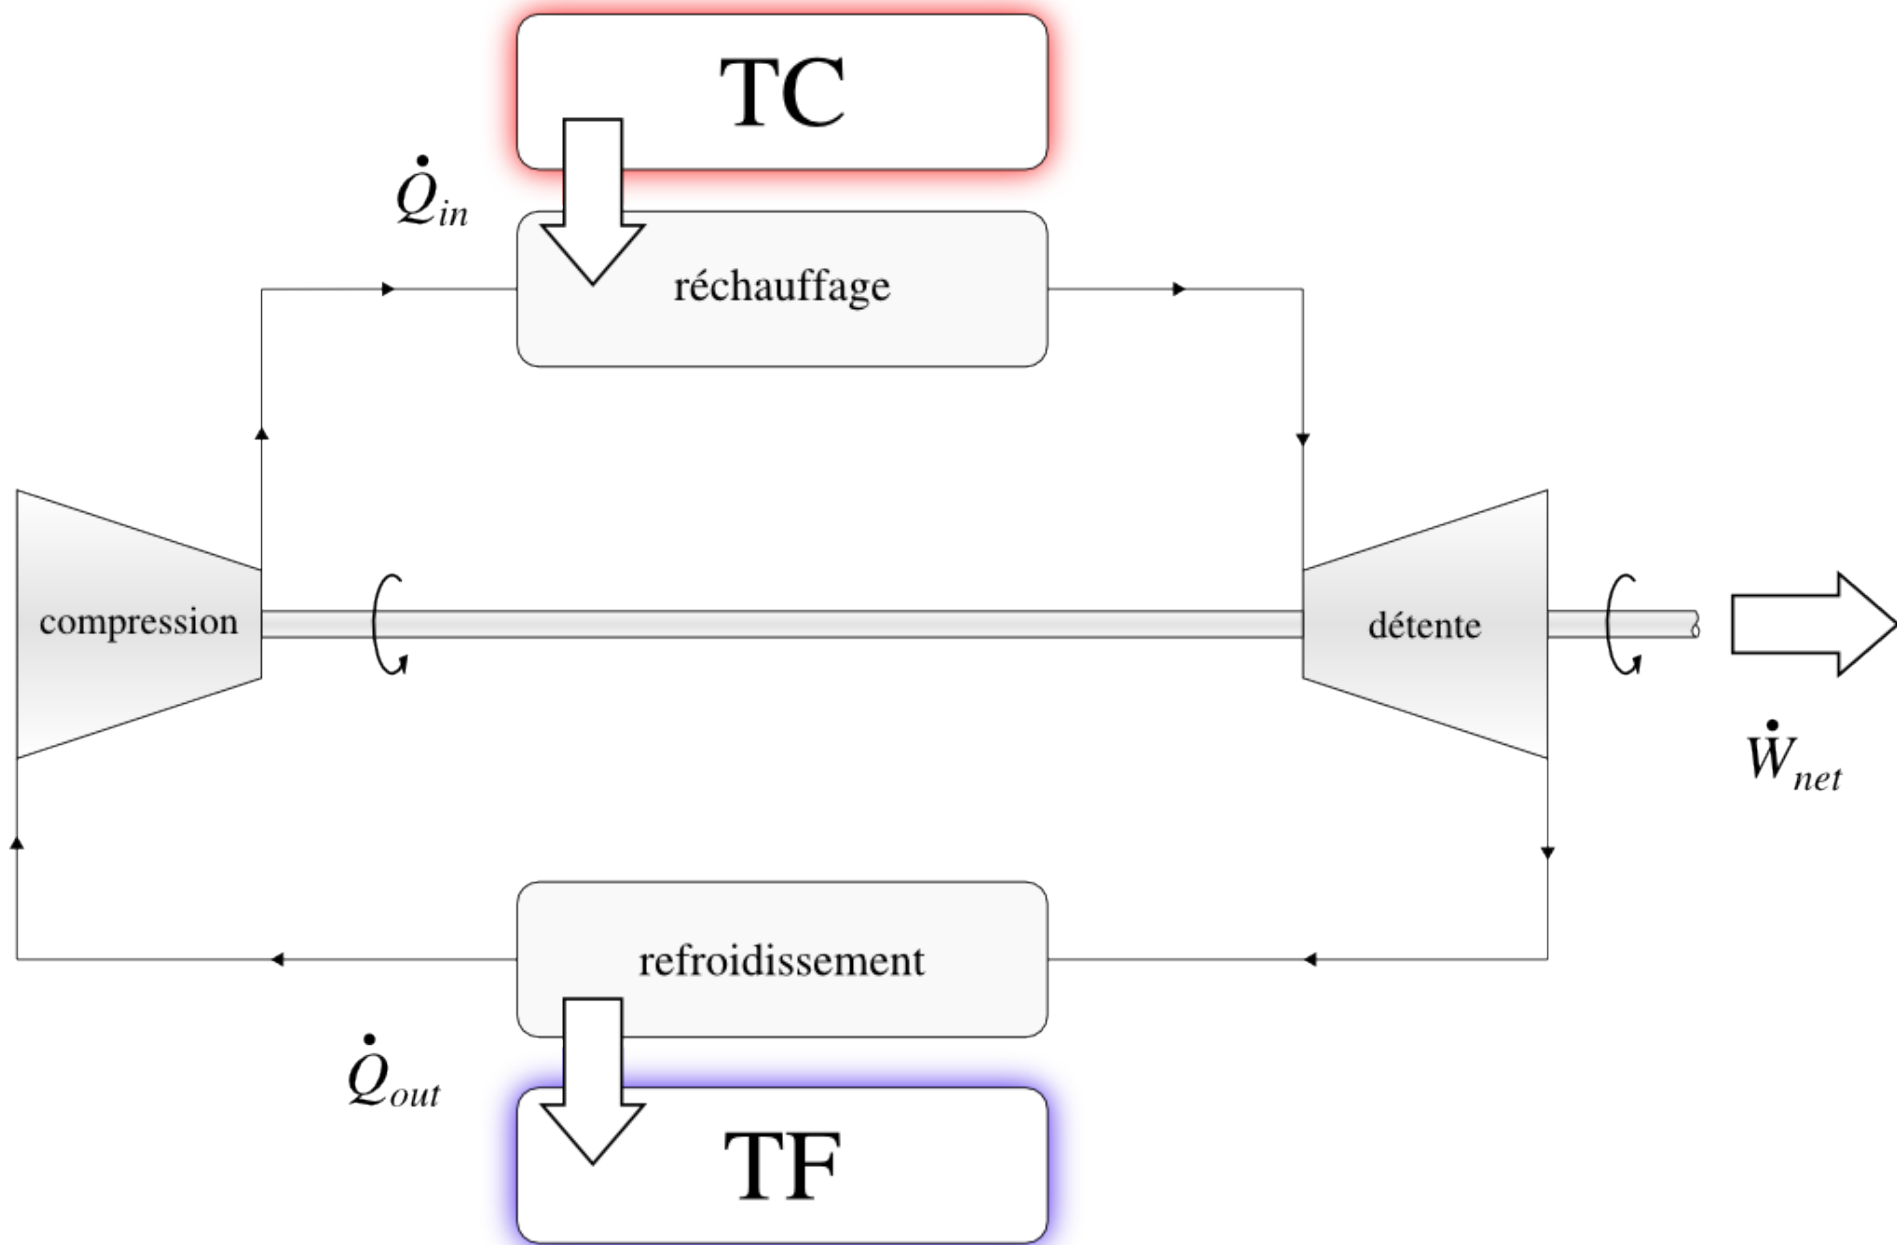 TC
Q̇in
réchauffage
compression
détente
Ẇnet
refroidissement
Q̇out
TF